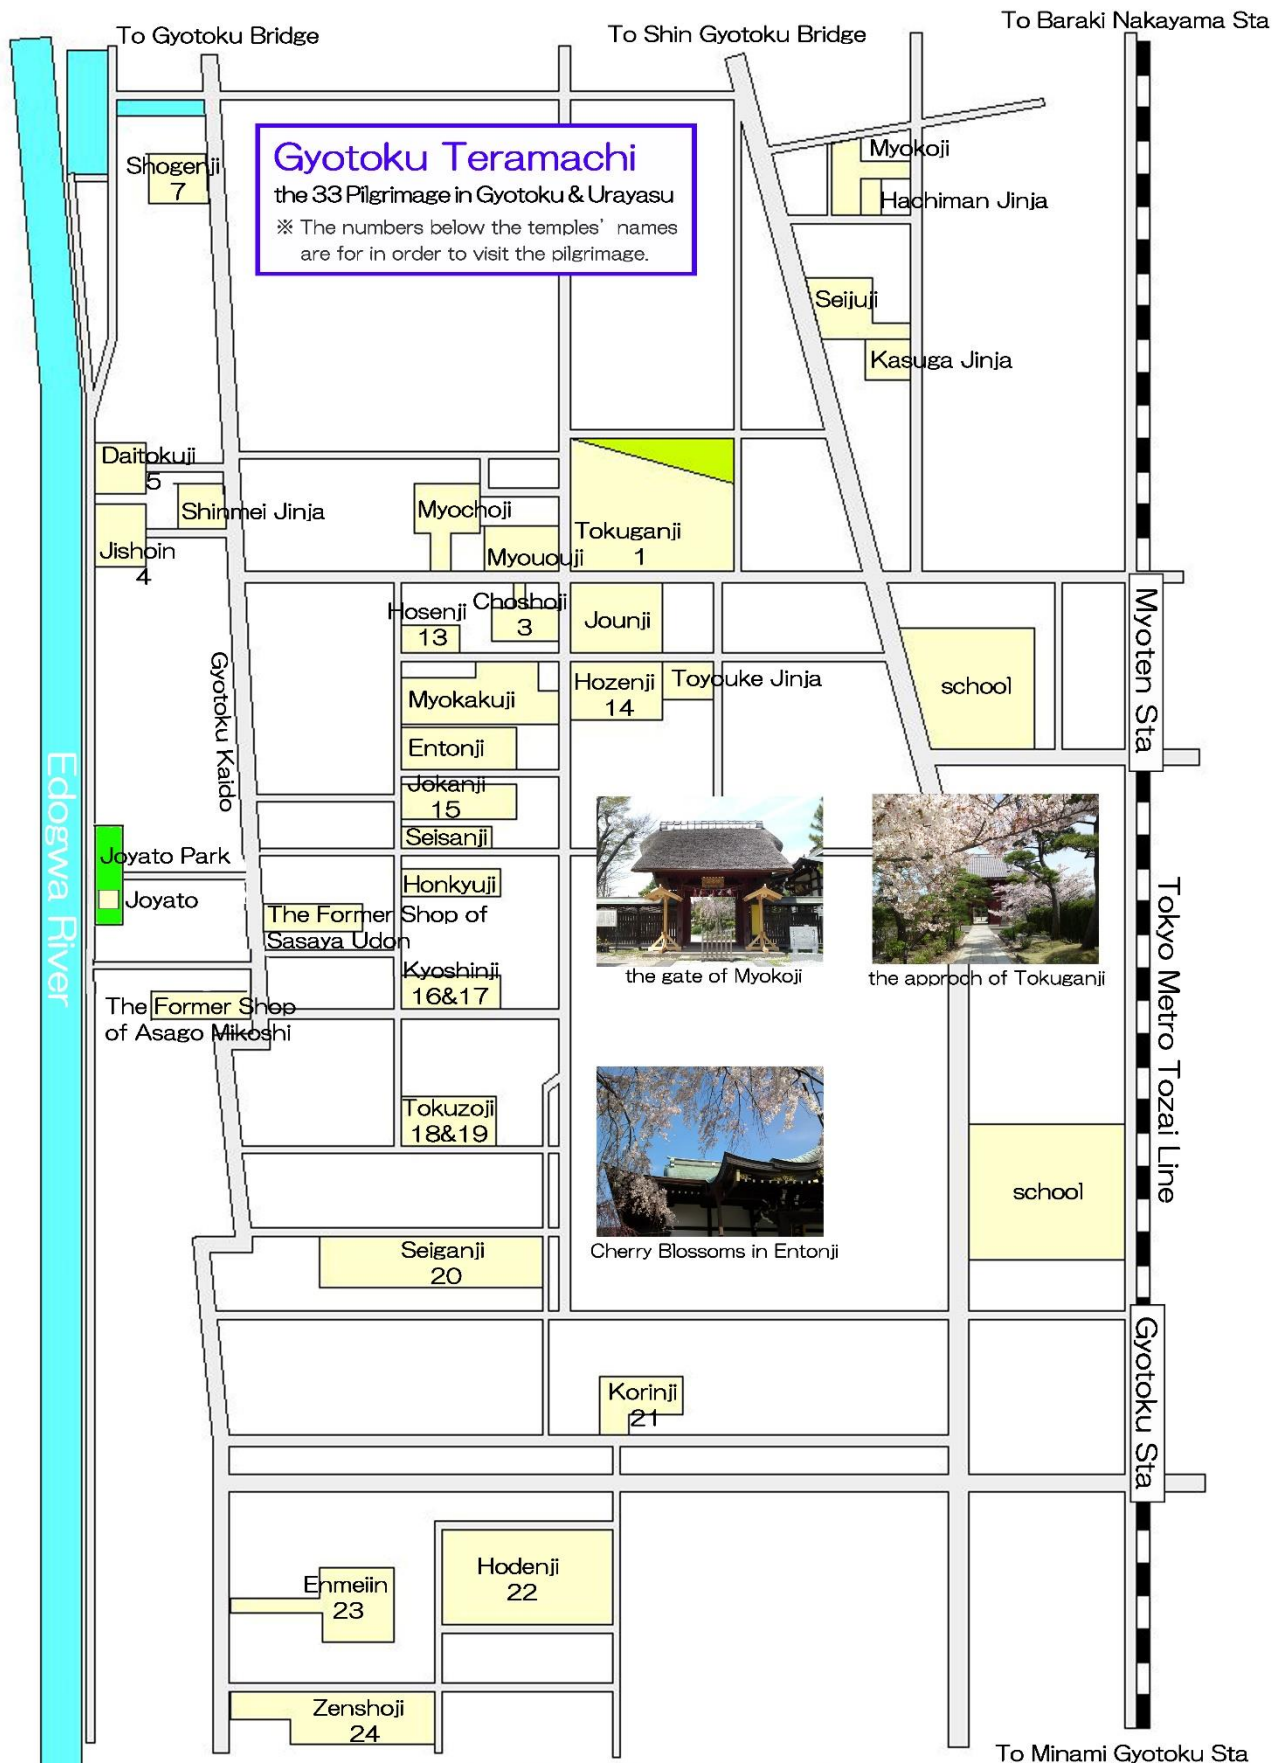 To Gyotoku Bridge
To Shin Gyotoku Bridge
To Baraki Nakayama Sta
Gyotoku Teramachi
the 33 Pilgrimage in Gyotoku & Urayasu
※ The numbers below the temples' names
are for in order to visit the pilgrimage.
Shogenji
7
Myokoji
Hachiman Jinja
Seijuji
Kasuga Jinja
Daitokuji
5
Shinmei Jinja
Jishoin
4
Myochoji
Myououji
Tokuganji
1
Hosenji
13
Choshoji
3
Jounji
Myokakuji
Hozenji
14
Toyouke Jinja
school
Myoten Sta
Gyotoku Kaido
Entonji
Jokanji
15
Seisanji
Edogwa River
Joyato Park
Joyato
Honkyuji
The Former Shop of
Sasaya Udon
Kyoshinji
16&17
The Former Shop
of Asago Mikoshi
the gate of Myokoji
the approch of Tokuganji
Tokyo Metro Tozai Line
Tokuzoji
18&19
school
Cherry Blossoms in Entonji
Seiganji
20
Gyotoku Sta
Korinji
21
Hodenji
22
Enmeiin
23
Zenshoji
24
To Minami Gyotoku Sta